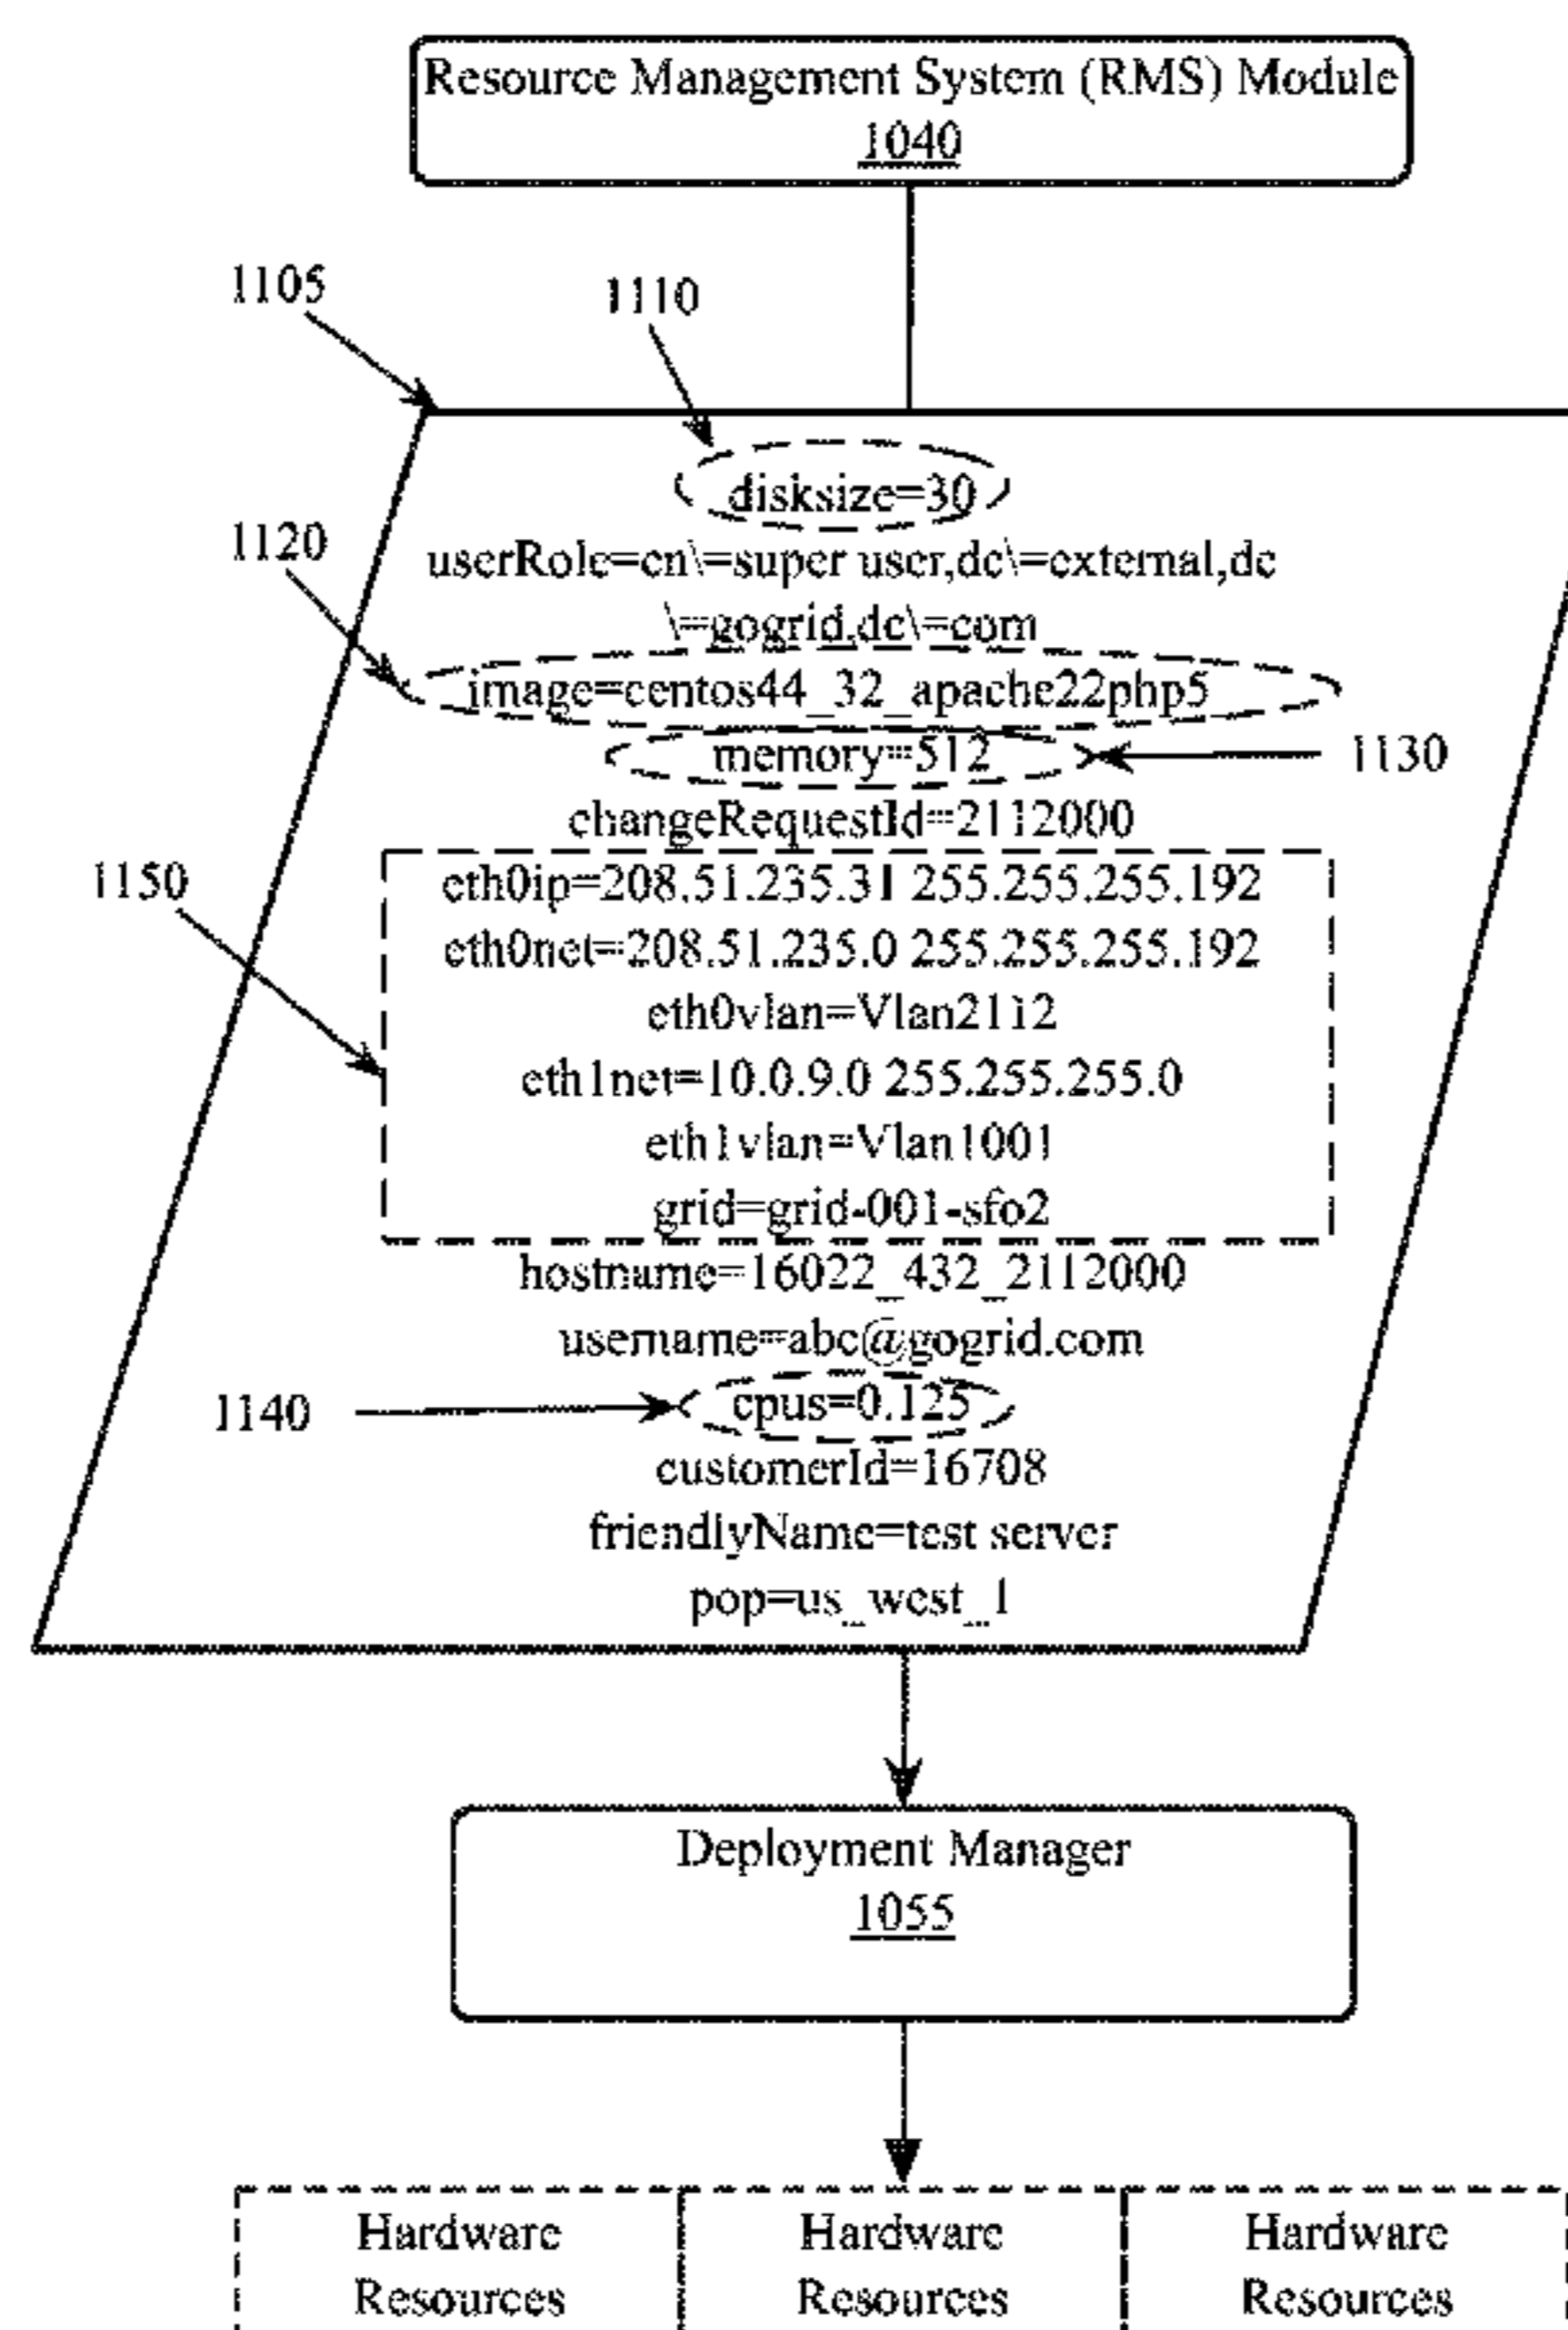 Resource Management System (RMS) Module
1040
1105
1110
disksize=30
1120
userRole=cn\=super user,dc\=external,dc
\=gogrid,dc\=com
image=centos44_32_apache22php5
memory=512
1130
changeRequestId=2112000
1150
eth0ip=208.51.235.31 255.255.255.192
eth0net=208.51.235.0 255.255.255.192
eth0vlan=Vlan2112
eth1net=10.0.9.0 255.255.255.0
eth1vlan=Vlan1001
grid=grid-001-sfo2
hostname=16022_432_2112000
username=abc@gogrid.com
1140
cpus=0.125
customerId=16708
friendlyName=test server
pop=us_west_1
Deployment Manager
1055
Hardware Hardware Hardware
Resources Resources Resources